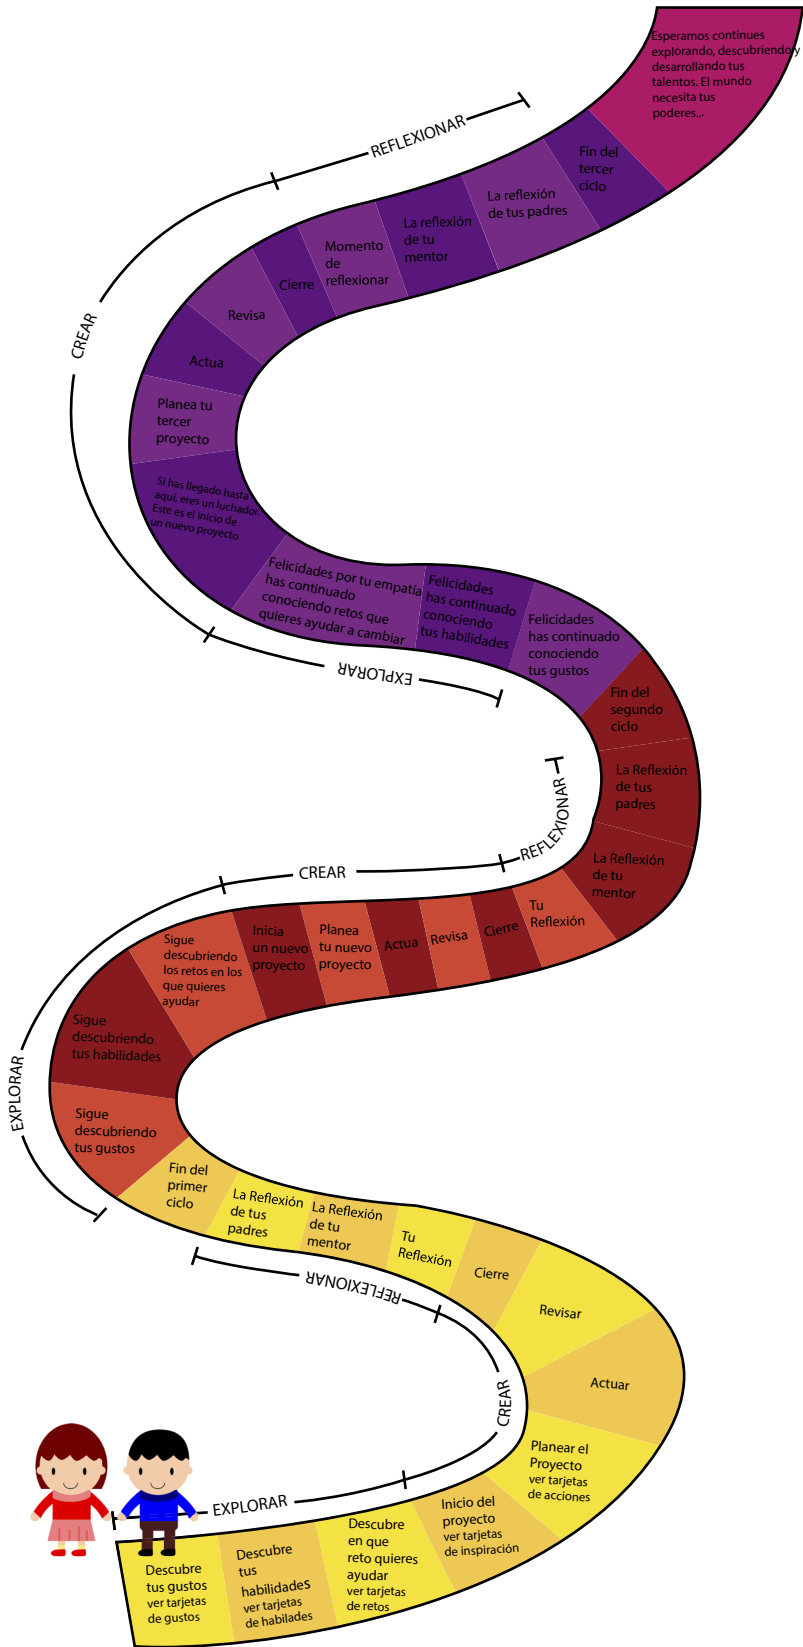 Esperamos continues
explorando, descubriendo y
desarrollando tus
talentos. El mundo
necesita tus
poderes...
REFLEXIONAR
Fin del
tercer
ciclo
La reflexión
de tus padres
La reflexión
de tu
mentor
Momento
de
reflexionar
Cierre
Revisa
CREAR
Actua
Planea tu
tercer
proyecto
Si has llegado hasta
aquí, eres un luchador.
Este es el inicio de
un nuevo proyecto
Felicidades por tu empatía
has continuado
conociendo retos que
quieres ayudar a cambiar
Felicidades
has continuado
conociendo
tus habilidades
Felicidades
has continuado
conociendo
tus gustos
EXPLORAR
Fin del
segundo
ciclo
La Reflexión
de tus
padres
REFLEXIONAR
La Reflexión
de tu
mentor
CREAR
Tu
Reflexión
Cierre
Revisa
Actua
Planea
tu nuevo
proyecto
Inicia
un nuevo
proyecto
Sigue
descubriendo
los retos en los
que quieres
ayudar
Sigue
descubriendo
tus habilidades
EXPLORAR
Sigue
descubriendo
tus gustos
Fin del
primer
ciclo
La Reflexión
de tus
padres
La Reflexión
de tu
mentor
Tu
Reflexión
Cierre
REFLEXIONAR
Revisar
Actuar
CREAR
Planear el
Proyecto
ver tarjetas
de acciones
EXPLORAR
Inicio del
proyecto
ver tarjetas
de inspiración
Descubre
en que
reto quieres
ayudar
ver tarjetas
de retos
Descubre
tus
habilidades
ver tarjetas
de habilades
Descubre
tus gustos
ver tarjetas
de gustos